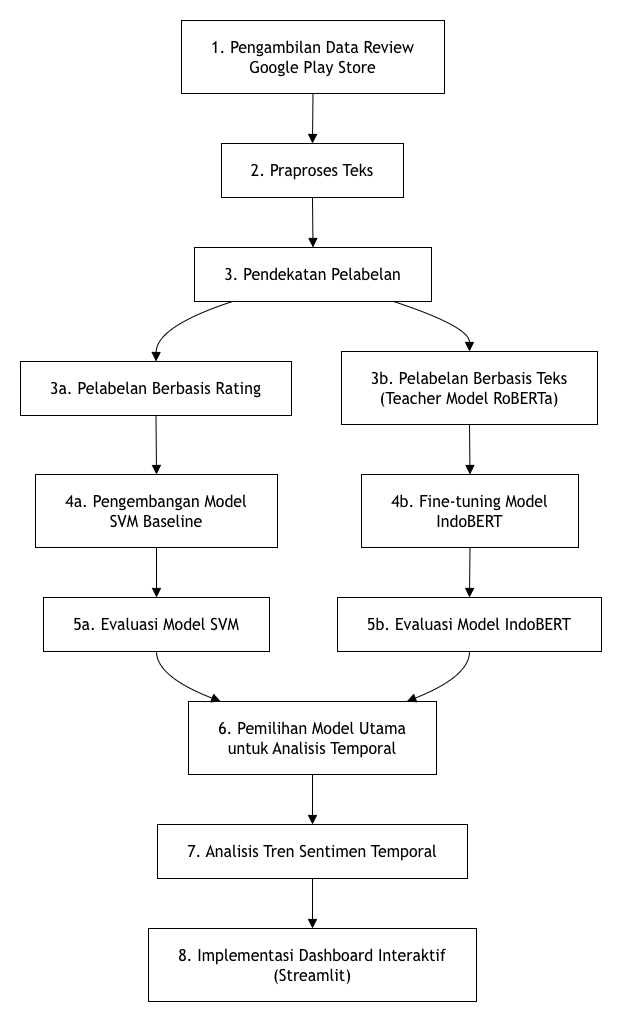 1. Pengambilan Data Review
Google Play Store
2. Praproses Teks
3. Pendekatan Pelabelan
3a. Pelabelan Berbasis Rating
3b. Pelabelan Berbasis Teks
(Teacher Model RoBERTa)
4a. Pengembangan Model
SVM Baseline
4b. Fine-tuning Model
IndoBERT
5a. Evaluasi Model SVM
5b. Evaluasi Model IndoBERT
6. Pemilihan Model Utama
untuk Analisis Temporal
7. Analisis Tren Sentimen Temporal
8. Implementasi Dashboard Interaktif
(Streamlit)